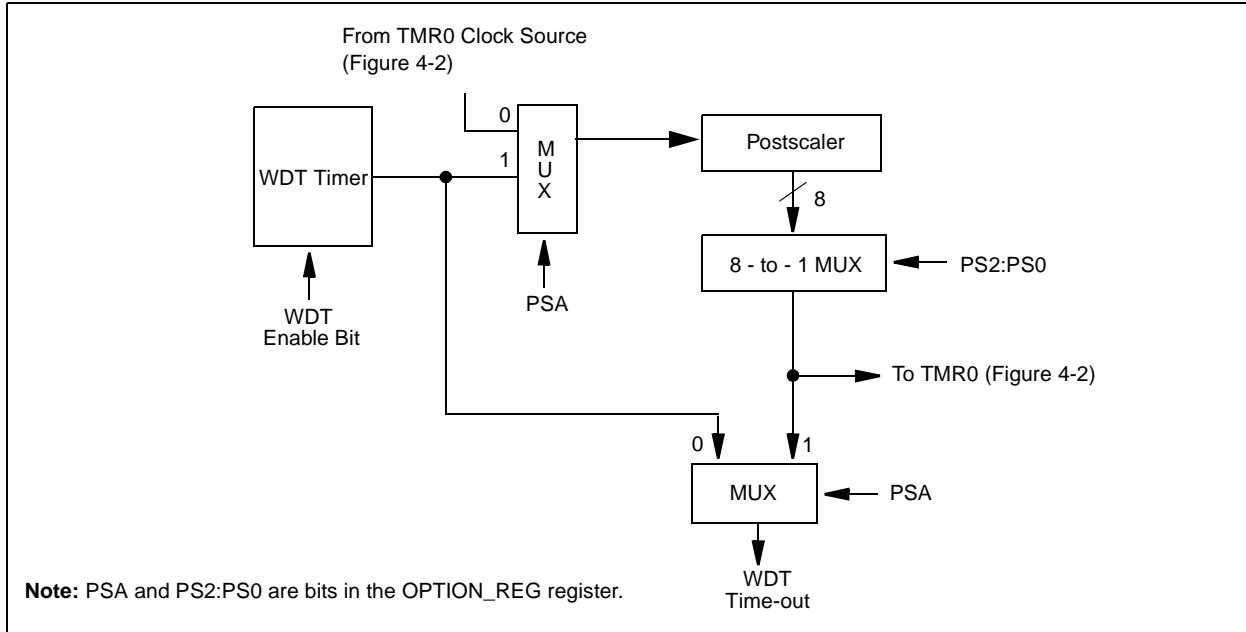 From TMR0 Clock Source
(Figure 4-2)
0
1
M
U
X
Postscaler
WDT Timer
8
8 - to - 1 MUX
PS2:PS0
PSA
WDT
Enable Bit
To TMR0 (Figure 4-2)
0
1
MUX
PSA
WDT
Time-out
Note: PSA and PS2:PS0 are bits in the OPTION_REG register.